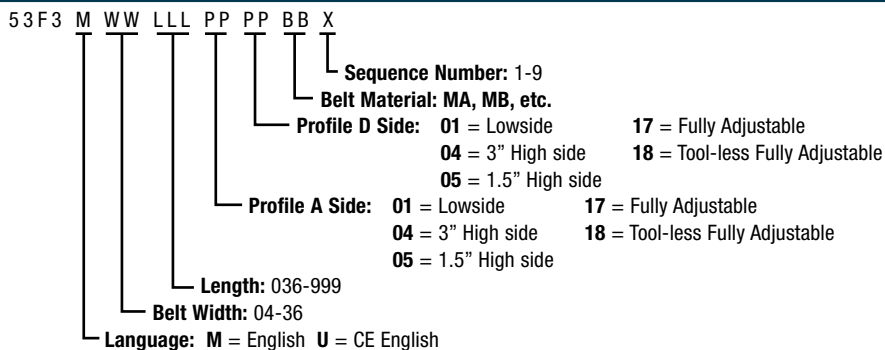 53F3 M WW LLL PP PP BB X
Sequence Number: 1-9
Belt Material: MA, MB, etc.
Profile D Side: 01 = Lowside 17 = Fully Adjustable
04 = 3” High side 18 = Tool-less Fully Adjustable
05 = 1.5” High side
Profile A Side: 01 = Lowside 17 = Fully Adjustable
04 = 3” High side 18 = Tool-less Fully Adjustable
05 = 1.5” High side
Length: 036-999
Belt Width: 04-36
Language: M = English U = CE English